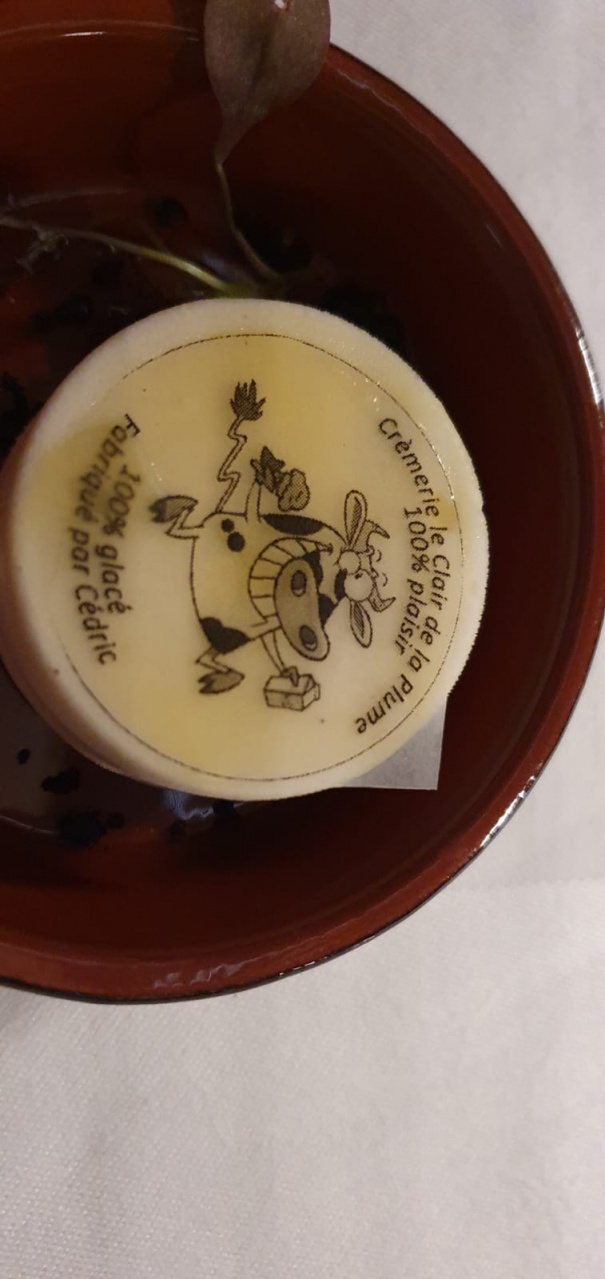 Crèmerie le Clair de la Plume
100% plaisir
100% glacé
Fabriqué par Cédric